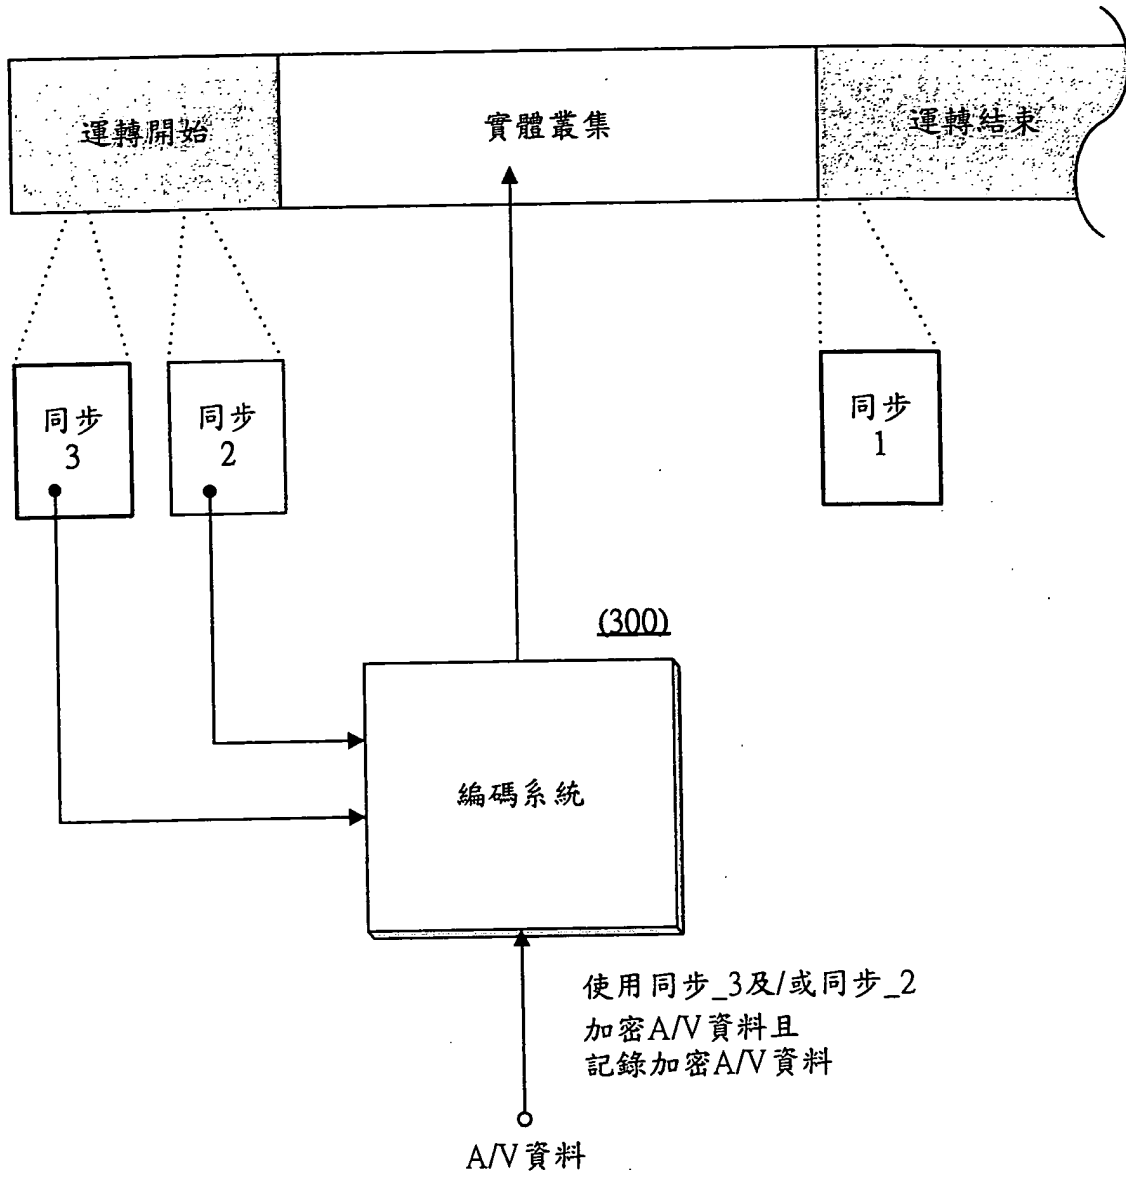 運轉開始
實體叢集
運轉結束
同步
3
同步
2
同步
1
(300)
編碼系統
使用同步_3及/或同步_2
加密A/V資料且
記錄加密A/V資料
A/V資料